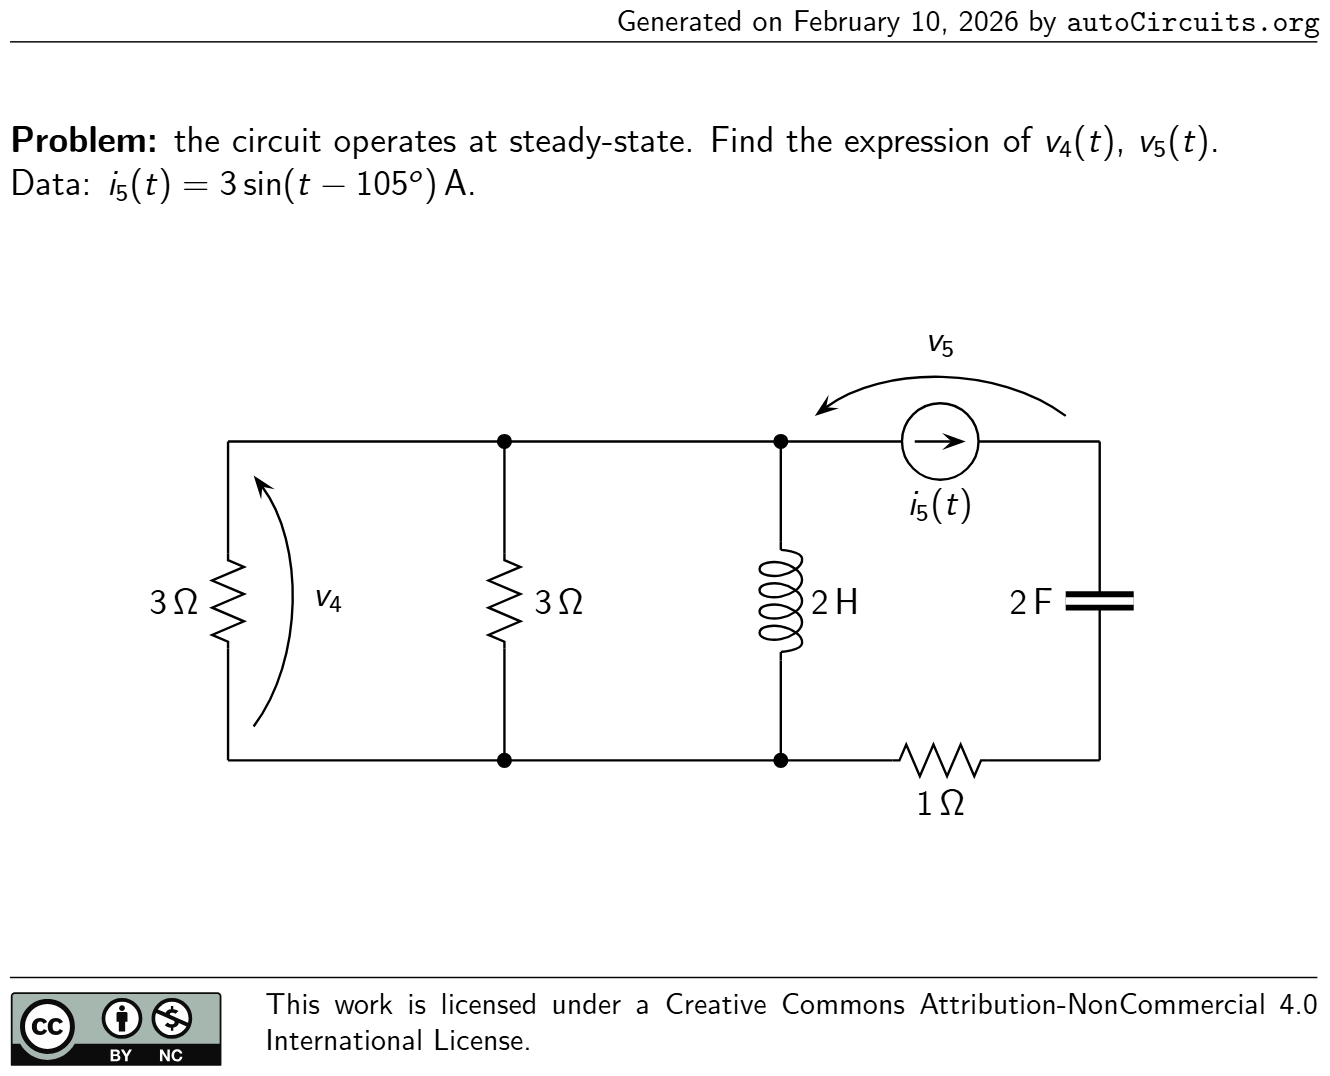 Generated on February 10, 2026 by autoCircuits.org
Problem: the circuit operates at steady-state. Find the expression of v₄(t), v₅(t).
Data: i₅(t) = 3 sin(t − 105°) A.
v₅
i₅(t)
3 Ω
v₄
3 Ω
2 H
2 F
1 Ω
This work is licensed under a Creative Commons Attribution-NonCommercial 4.0
International License.
cc
BY NC